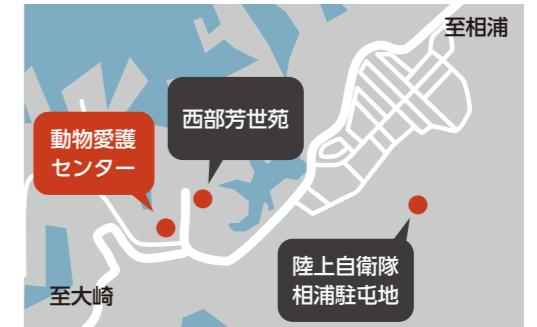 至相浦
西部芳世苑
動物愛護
センター
陸上自衛隊
相浦駐屯地
至大崎